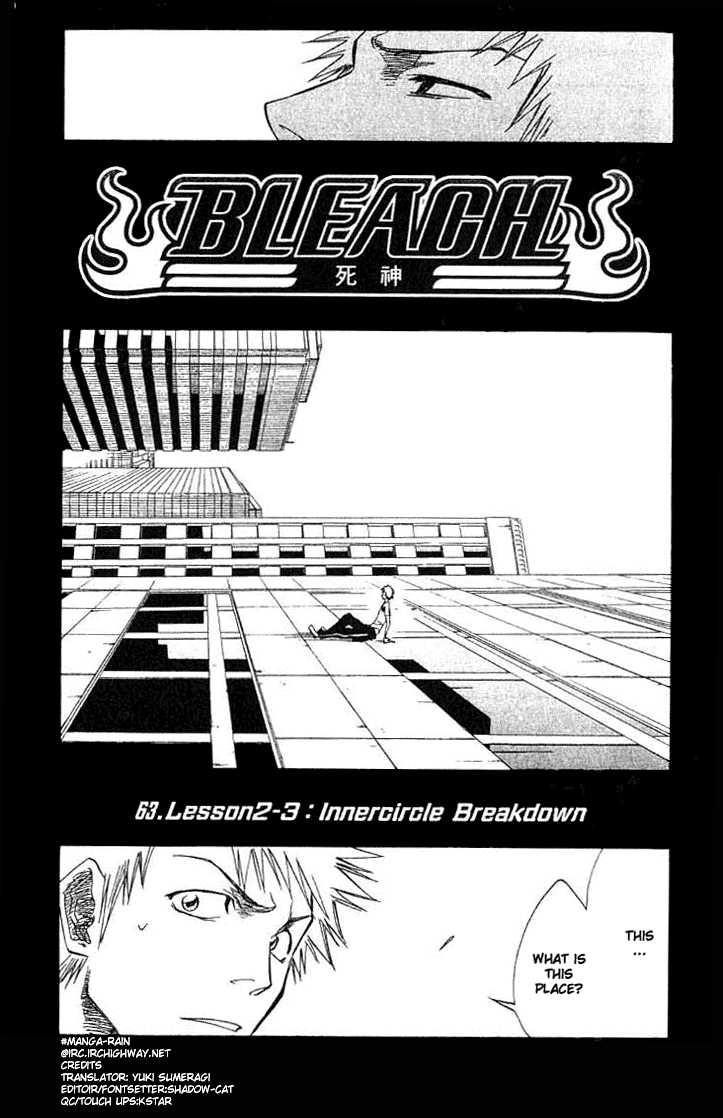 BLEACH
死神
63.Lesson2-3 : Innercircle Breakdown
THIS
...
WHAT IS
THIS
PLACE?
#MANGA-RAIN
@IRC.IRCHIGHWAY.NET
CREDITS
TRANSLATOR: YUKI SUMERAGI
EDITOIR/FONTSETTER:SHADOW-CAT
QC/TOUCH UPS:KSTAR